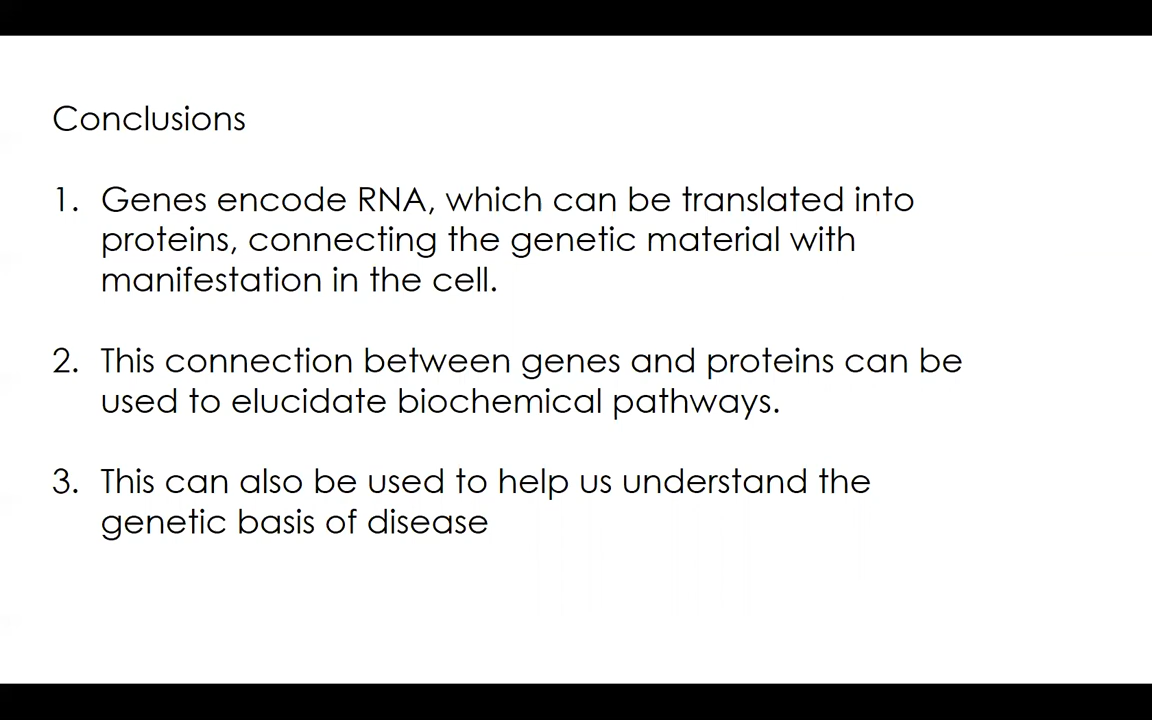 Conclusions
1. Genes encode RNA, which can be translated into
proteins, connecting the genetic material with
manifestation in the cell.
2. This connection between genes and proteins can be
used to elucidate biochemical pathways.
3. This can also be used to help us understand the
genetic basis of disease